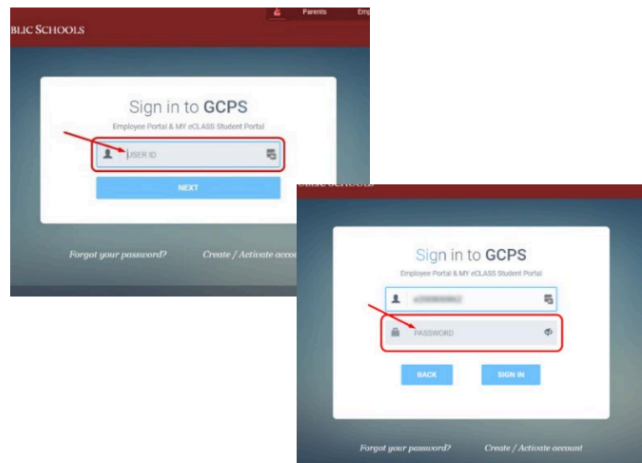 Parents
BLIC SCHOOLS
Sign in to GCPS
Employee Portal & MY eCLASS Student Portal
USER ID
NEXT
Forgot your password? Create / Activate
Sign in to GCPS
Employee Portal & MY eCLASS Student Portal
PASSWORD
BACK SIGN IN
Forgot your password? Create / Activate account